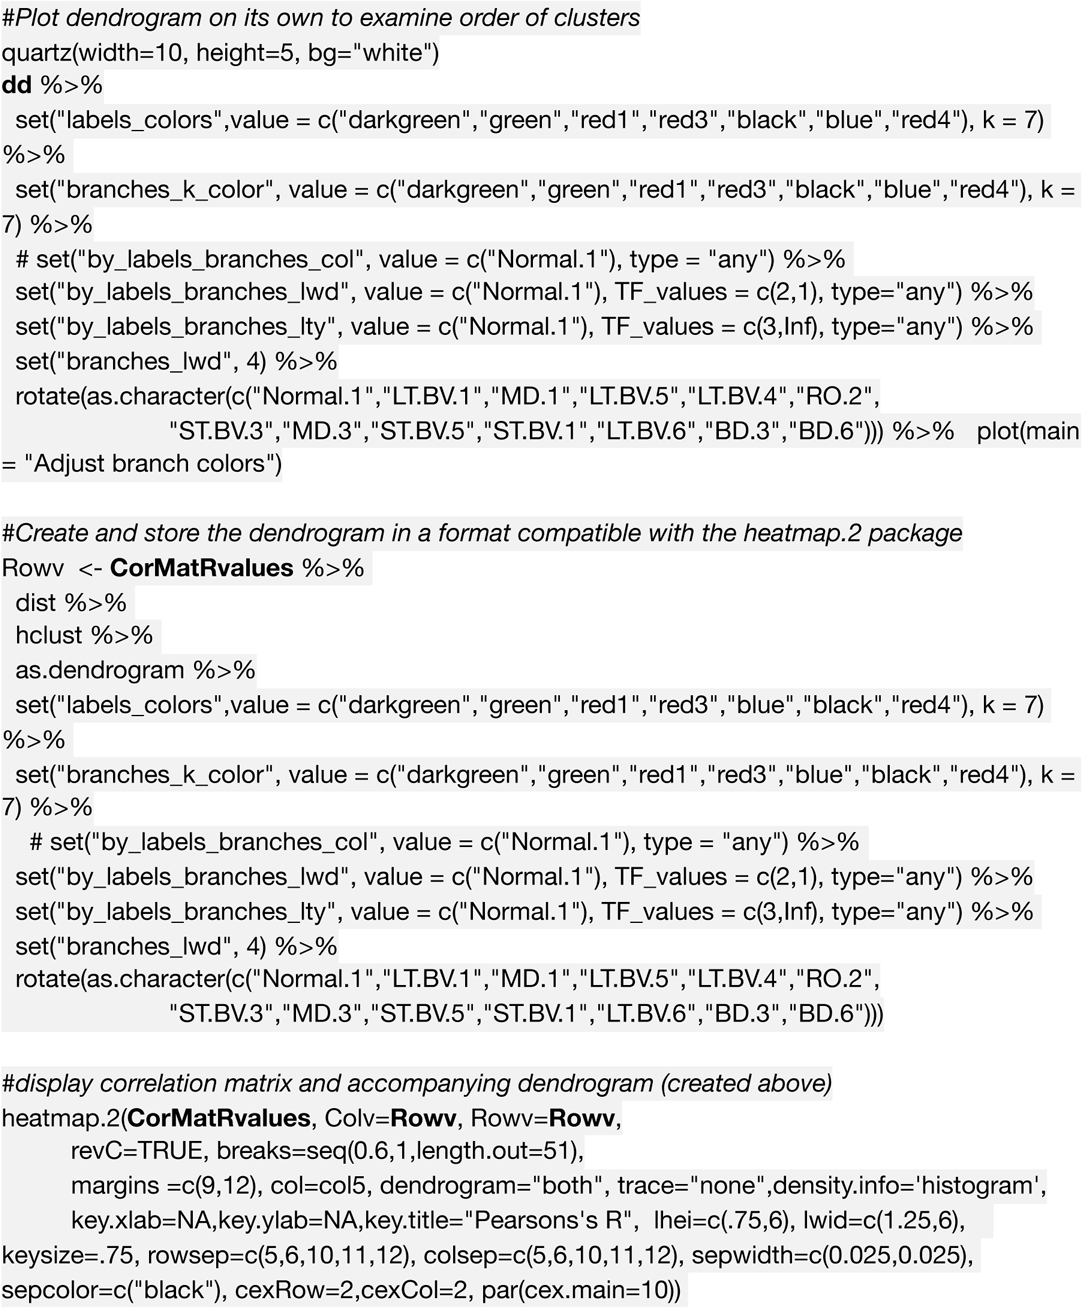 #Plot dendrogram on its own to examine order of clusters
quartz(width=10, height=5, bg="white")
dd %>%
set("labels_colors",value = c("darkgreen","green","red1","red3","black","blue","red4"), k = 7)
%>%
set("branches_k_color", value = c("darkgreen","green","red1","red3","black","blue","red4"), k =
7) %>%
# set("by_labels_branches_col", value = c("Normal.1"), type = "any") %>%
set("by_labels_branches_lwd", value = c("Normal.1"), TF_values = c(2,1), type="any") %>%
set("by_labels_branches_lty", value = c("Normal.1"), TF_values = c(3,Inf), type="any") %>%
set("branches_lwd", 4) %>%
rotate(as.character(c("Normal.1","LT.BV.1","MD.1","LT.BV.5","LT.BV.4","RO.2",
"ST.BV.3","MD.3","ST.BV.5","ST.BV.1","LT.BV.6","BD.3","BD.6"))) %>% plot(main
= "Adjust branch colors")
#Create and store the dendrogram in a format compatible with the heatmap.2 package
Rowv <- CorMatRvalues %>%
dist %>%
hclust %>%
as.dendrogram %>%
set("labels_colors",value = c("darkgreen","green","red1","red3","blue","black","red4"), k = 7)
%>%
set("branches_k_color", value = c("darkgreen","green","red1","red3","blue","black","red4"), k =
7) %>%
# set("by_labels_branches_col", value = c("Normal.1"), type = "any") %>%
set("by_labels_branches_lwd", value = c("Normal.1"), TF_values = c(2,1), type="any") %>%
set("by_labels_branches_lty", value = c("Normal.1"), TF_values = c(3,Inf), type="any") %>%
set("branches_lwd", 4) %>%
rotate(as.character(c("Normal.1","LT.BV.1","MD.1","LT.BV.5","LT.BV.4","RO.2",
"ST.BV.3","MD.3","ST.BV.5","ST.BV.1","LT.BV.6","BD.3","BD.6")))
#display correlation matrix and accompanying dendrogram (created above)
heatmap.2(CorMatRvalues, Colv=Rowv, Rowv=Rowv,
revC=TRUE, breaks=seq(0.6,1,length.out=51),
margins =c(9,12), col=col5, dendrogram="both", trace="none",density.info='histogram',
key.xlab=NA,key.ylab=NA,key.title="Pearsons's R", lhei=c(.75,6), lwid=c(1.25,6),
keysize=.75, rowsep=c(5,6,10,11,12), colsep=c(5,6,10,11,12), sepwidth=c(0.025,0.025),
sepcolor=c("black"), cexRow=2,cexCol=2, par(cex.main=10))